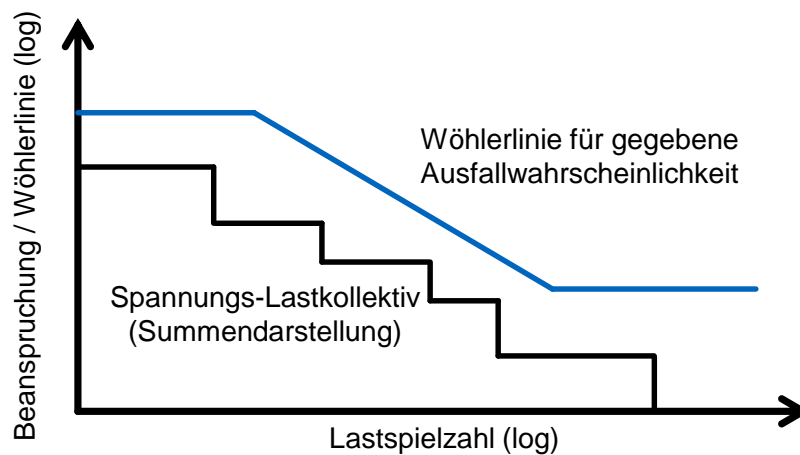 Beanspruchung / Wöhlerlinie (log)
Wöhlerlinie für gegebene
Ausfallwahrscheinlichkeit
Spannungs-Lastkollektiv
(Summendarstellung)
Lastspielzahl (log)